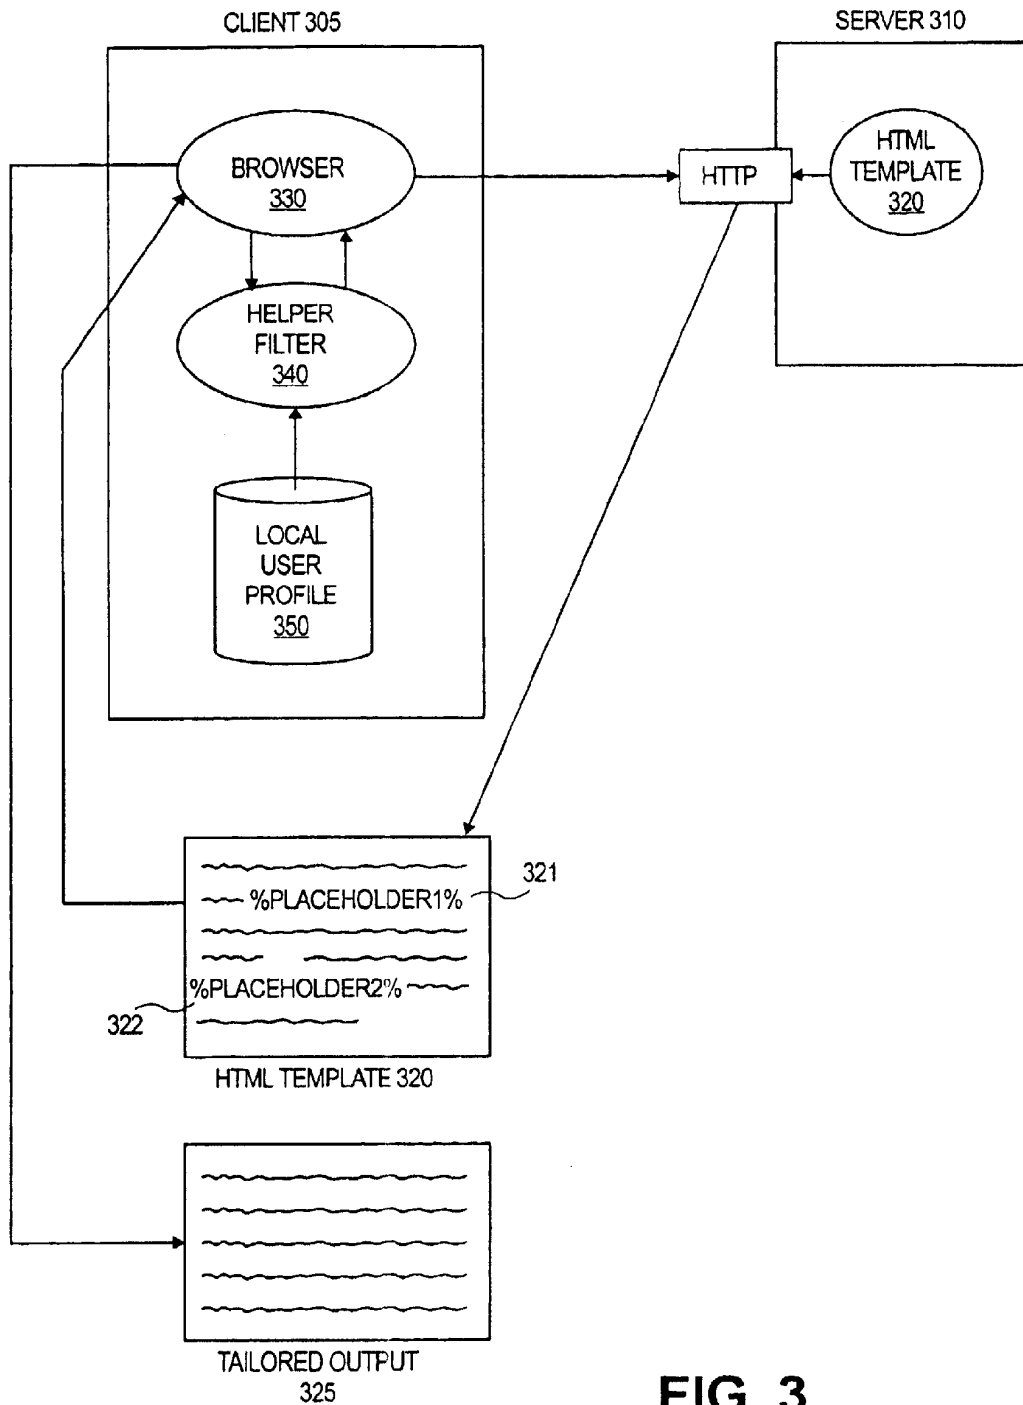 CLIENT 305
SERVER 310
BROWSER
330
HTTP
HTML
TEMPLATE
320
HELPER
FILTER
340
LOCAL
USER
PROFILE
350
%PLACEHOLDER1%
321
%PLACEHOLDER2%
322
HTML TEMPLATE 320
TAILORED OUTPUT
325
FIG. 3